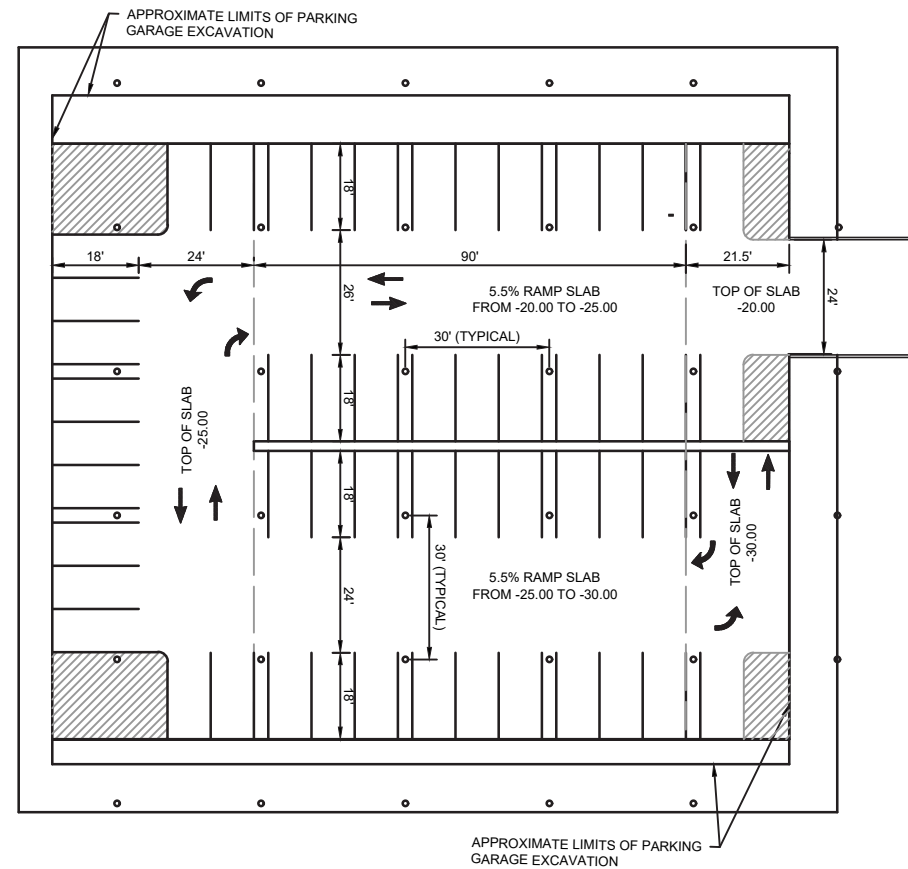 APPROXIMATE LIMITS OF PARKING
GARAGE EXCAVATION
18'
18'
24'
90'
21.5'
26'
5.5% RAMP SLAB
FROM -20.00 TO -25.00
TOP OF SLAB
-20.00
24'
30' (TYPICAL)
18'
TOP OF SLAB
-25.00
18'
30' (TYPICAL)
TOP OF SLAB
-30.00
24'
5.5% RAMP SLAB
FROM -25.00 TO -30.00
18'
APPROXIMATE LIMITS OF PARKING
GARAGE EXCAVATION